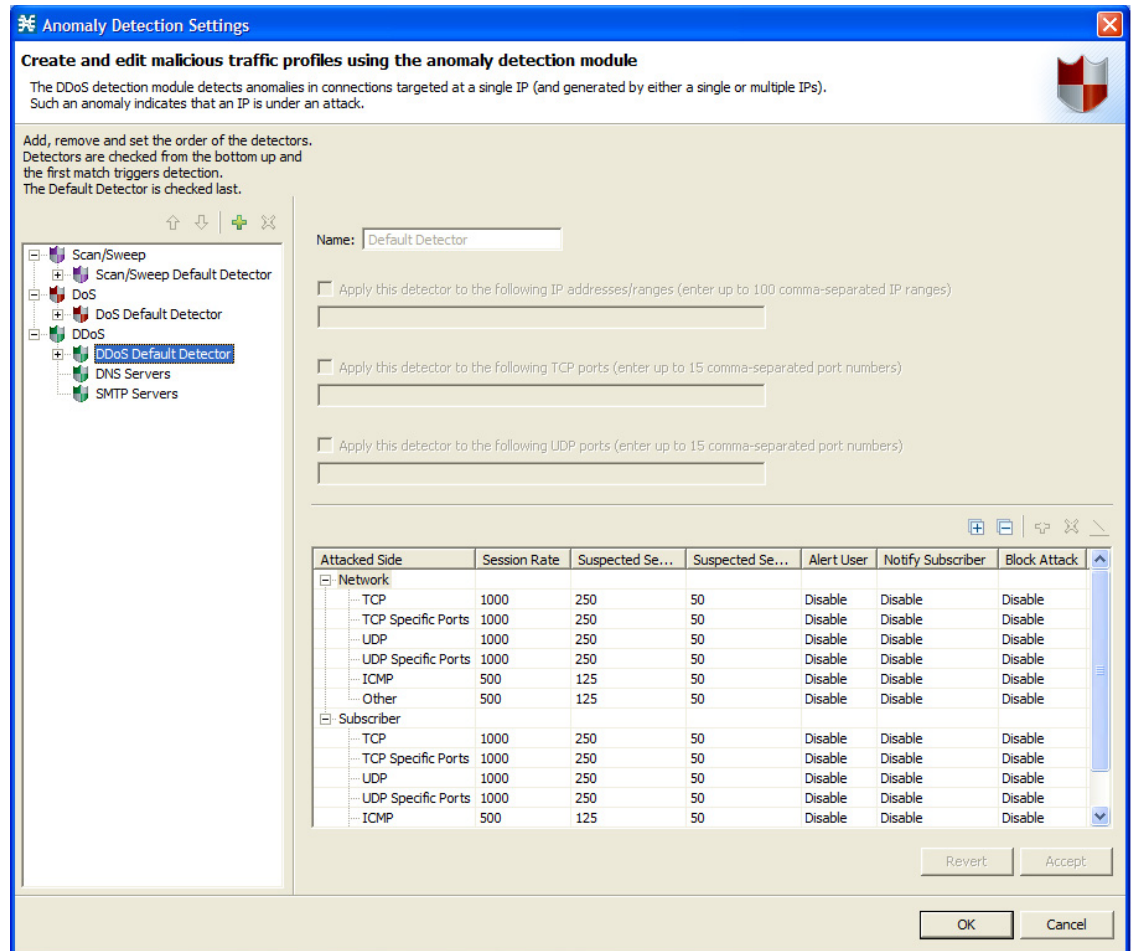 Anomaly Detection Settings
Create and edit malicious traffic profiles using the anomaly detection module
The DDoS detection module detects anomalies in connections targeted at a single IP (and generated by either a single or multiple IPs).
Such an anomaly indicates that an IP is under an attack.
Add, remove and set the order of the detectors.
Detectors are checked from the bottom up and
the first match triggers detection.
The Default Detector is checked last.
Scan/Sweep
Scan/Sweep Default Detector
DoS
DoS Default Detector
DDoS
DDoS Default Detector
DNS Servers
SMTP Servers
Name: Default Detector
Apply this detector to the following IP addresses/ranges (enter up to 100 comma-separated IP ranges)
Apply this detector to the following TCP ports (enter up to 15 comma-separated port numbers)
Apply this detector to the following UDP ports (enter up to 15 comma-separated port numbers)
Attacked Side Session Rate Suspected Se... Suspected Se... Alert User Notify Subscriber Block Attack
Network
TCP 1000 250 50 Disable Disable Disable
TCP Specific Ports 1000 250 50 Disable Disable Disable
UDP 1000 250 50 Disable Disable Disable
UDP Specific Ports 1000 250 50 Disable Disable Disable
ICMP 500 125 50 Disable Disable Disable
Other 500 125 50 Disable Disable Disable
Subscriber
TCP 1000 250 50 Disable Disable Disable
TCP Specific Ports 1000 250 50 Disable Disable Disable
UDP 1000 250 50 Disable Disable Disable
UDP Specific Ports 1000 250 50 Disable Disable Disable
ICMP 500 125 50 Disable Disable Disable
Revert Accept
OK Cancel